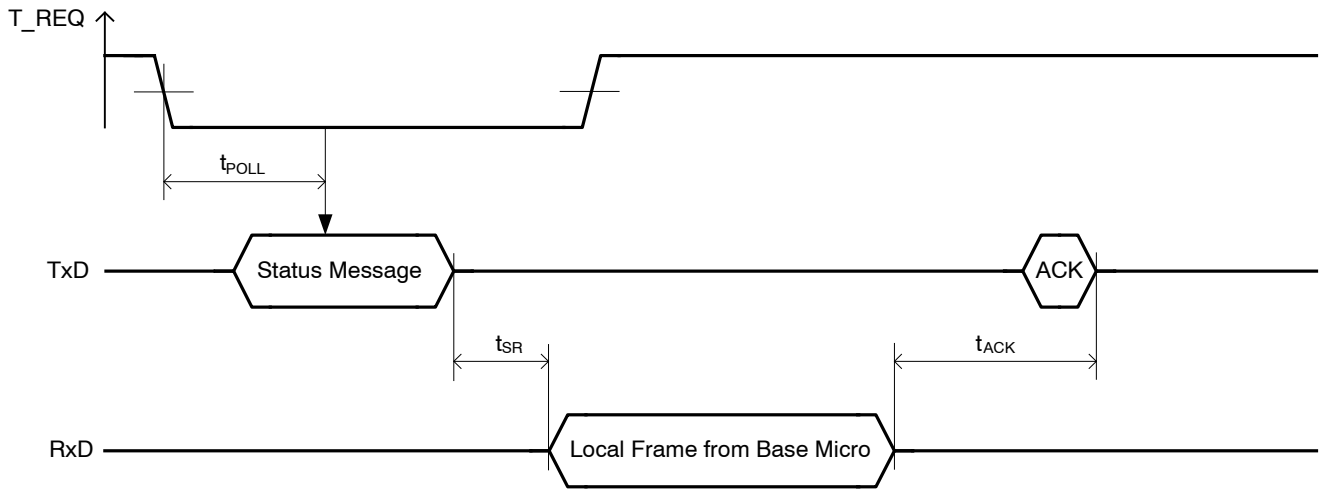 T_REQ
tPOLL
TxD
Status Message
ACK
tSR
tACK
RxD
Local Frame from Base Micro